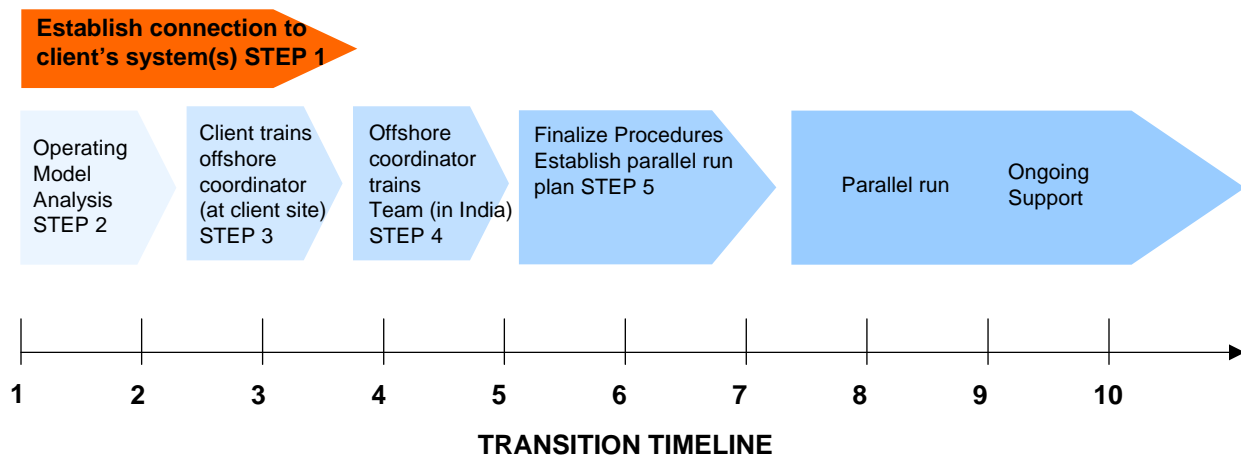 Establish connection to
client’s system(s) STEP 1
Operating
Model
Analysis
STEP 2
Client trains
offshore
coordinator
(at client site)
STEP 3
Offshore
coordinator
trains
Team (in India)
STEP 4
Finalize Procedures
Establish parallel run
plan STEP 5
Parallel run
Ongoing
Support
1 2 3 4 5 6 7 8 9 10
TRANSITION TIMELINE